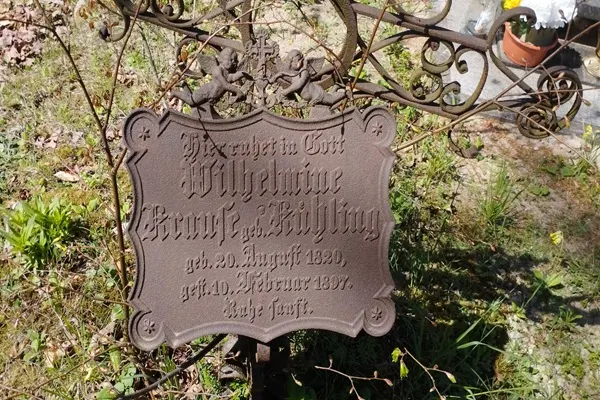 Hier ruhet in Gott
Wilhelmine
Krause geb. Kühling
geb. 20. August 1820,
gest. 10. Februar 1897.
Ruhe sanft.